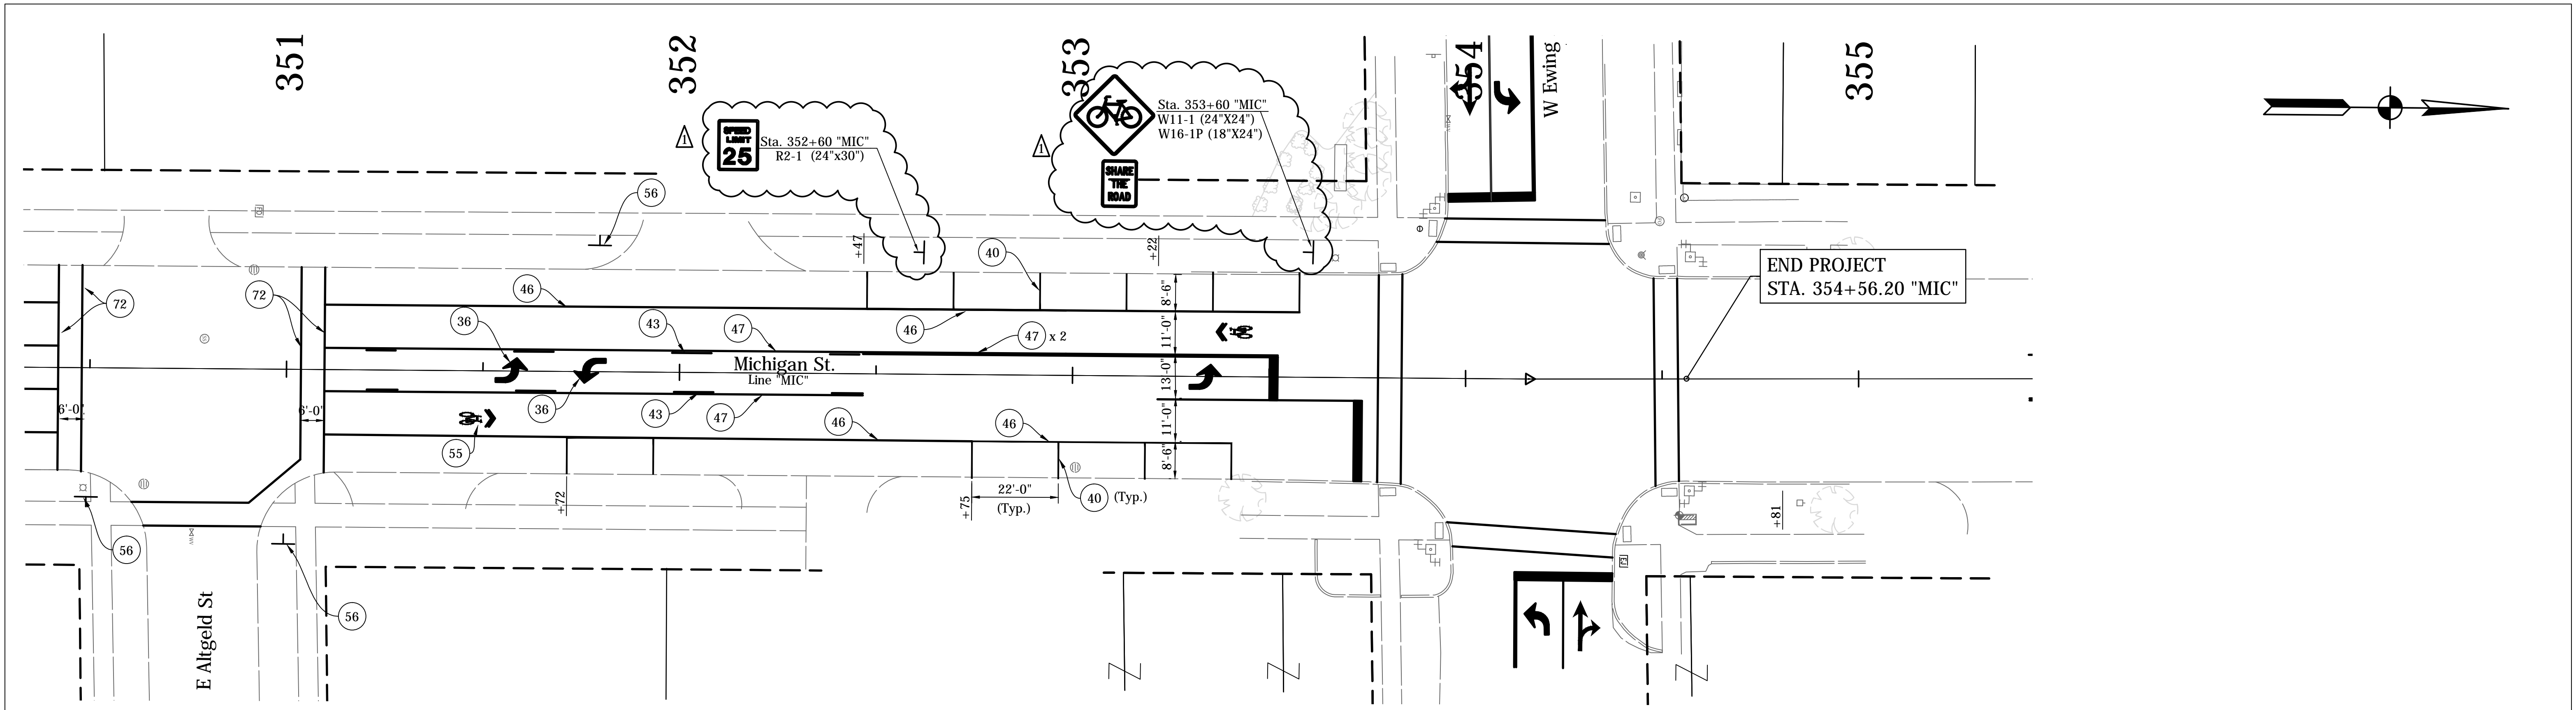 351
352
353
354
355
W Ewing
SPEED
LIMIT
25
Sta. 352+60 "MIC"
R2-1 (24"x30")
1
Sta. 353+60 "MIC"
W11-1 (24"X24")
W16-1P (18"X24")
SHARE
THE
ROAD
1
56
+47
+22
40
END PROJECT
STA. 354+56.20 "MIC"
72
72
46
36
43
47
46
47 x 2
8'-6"
11'-0"
13'-0"
11'-0"
8'-6"
Michigan St.
Line "MIC"
6'-0"
6'-0"
36
43
47
46
46
55
+72
+75
22'-0"
(Typ.)
40 (Typ.)
+81
56
56
E Altgeld St